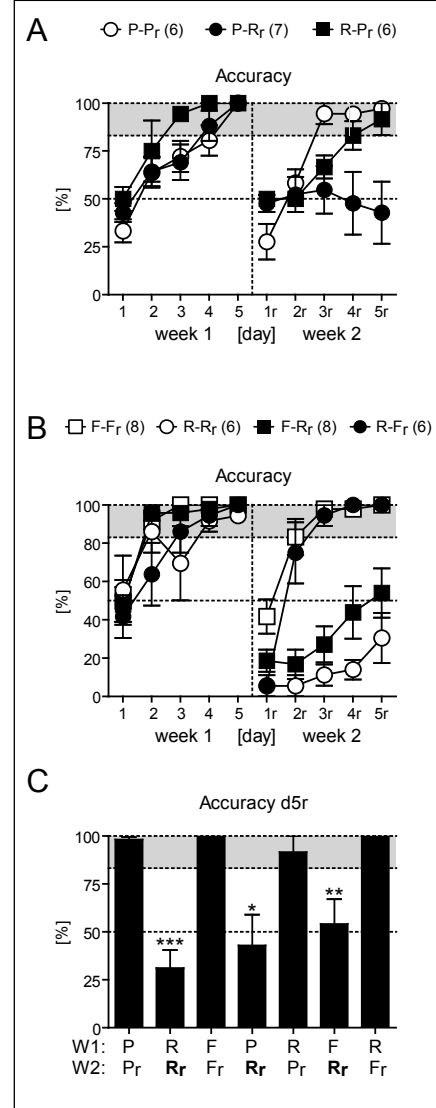 A
P-Pr (6) P-Rr (7) R-Pr (6)
Accuracy
100
75
50
25
0
[%]
1 2 3 4 5 1r 2r 3r 4r 5r
week 1 [day] week 2
B
F-Fr (8) R-Rr (6) F-Rr (8) R-Fr (6)
Accuracy
100
80
60
40
20
0
[%]
1 2 3 4 5 1r 2r 3r 4r 5r
week 1 [day] week 2
C
Accuracy d5r
100
75
50
25
0
[%]
*** * **
W1: P R F P R F R
W2: Pr Rr Fr Rr Pr Rr Fr